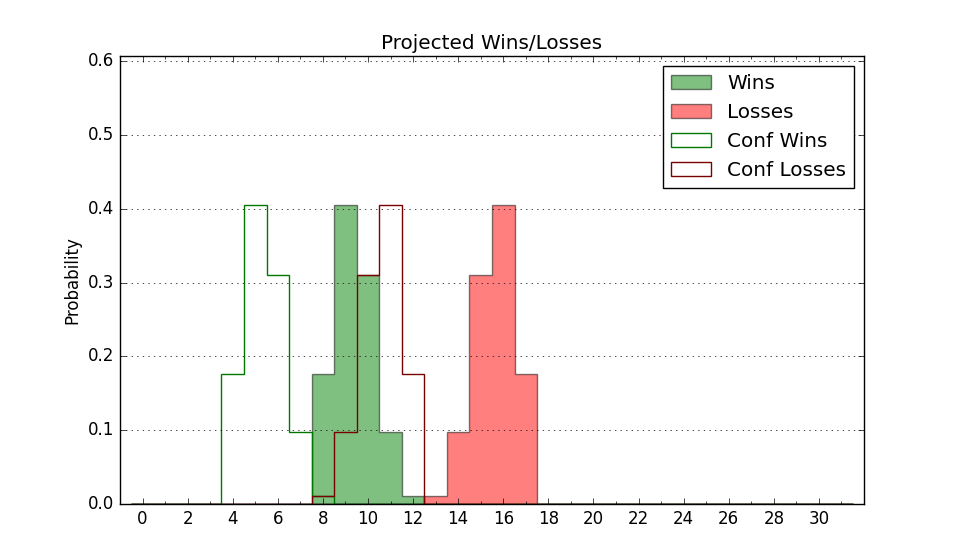 Projected Wins/Losses
0.6
0.5
0.4
0.3
0.2
0.1
0.0
Probability
Wins
Losses
Conf Wins
Conf Losses
0 2 4 6 8 10 12 14 16 18 20 22 24 26 28 30